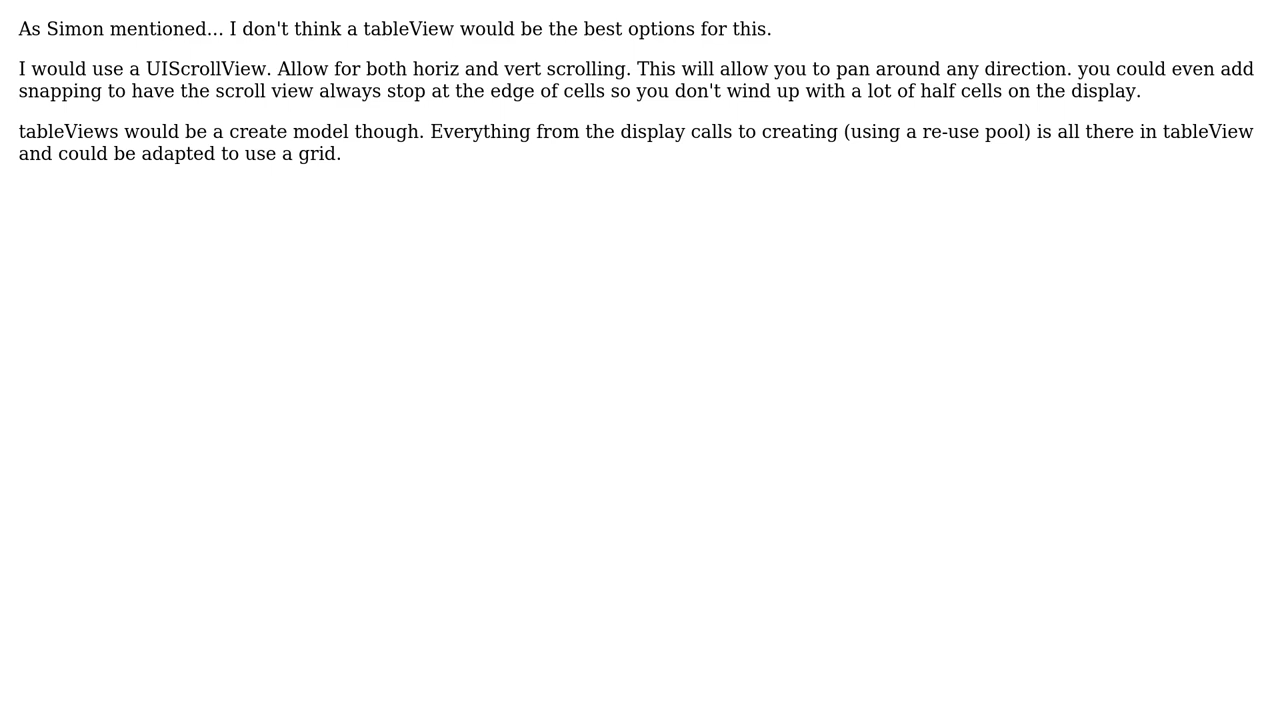 As Simon mentioned... I don't think a tableView would be the best options for this.
I would use a UIScrollView. Allow for both horiz and vert scrolling. This will allow you to pan around any direction. you could even add
snapping to have the scroll view always stop at the edge of cells so you don't wind up with a lot of half cells on the display.
tableViews would be a create model though. Everything from the display calls to creating (using a re-use pool) is all there in tableView
and could be adapted to use a grid.